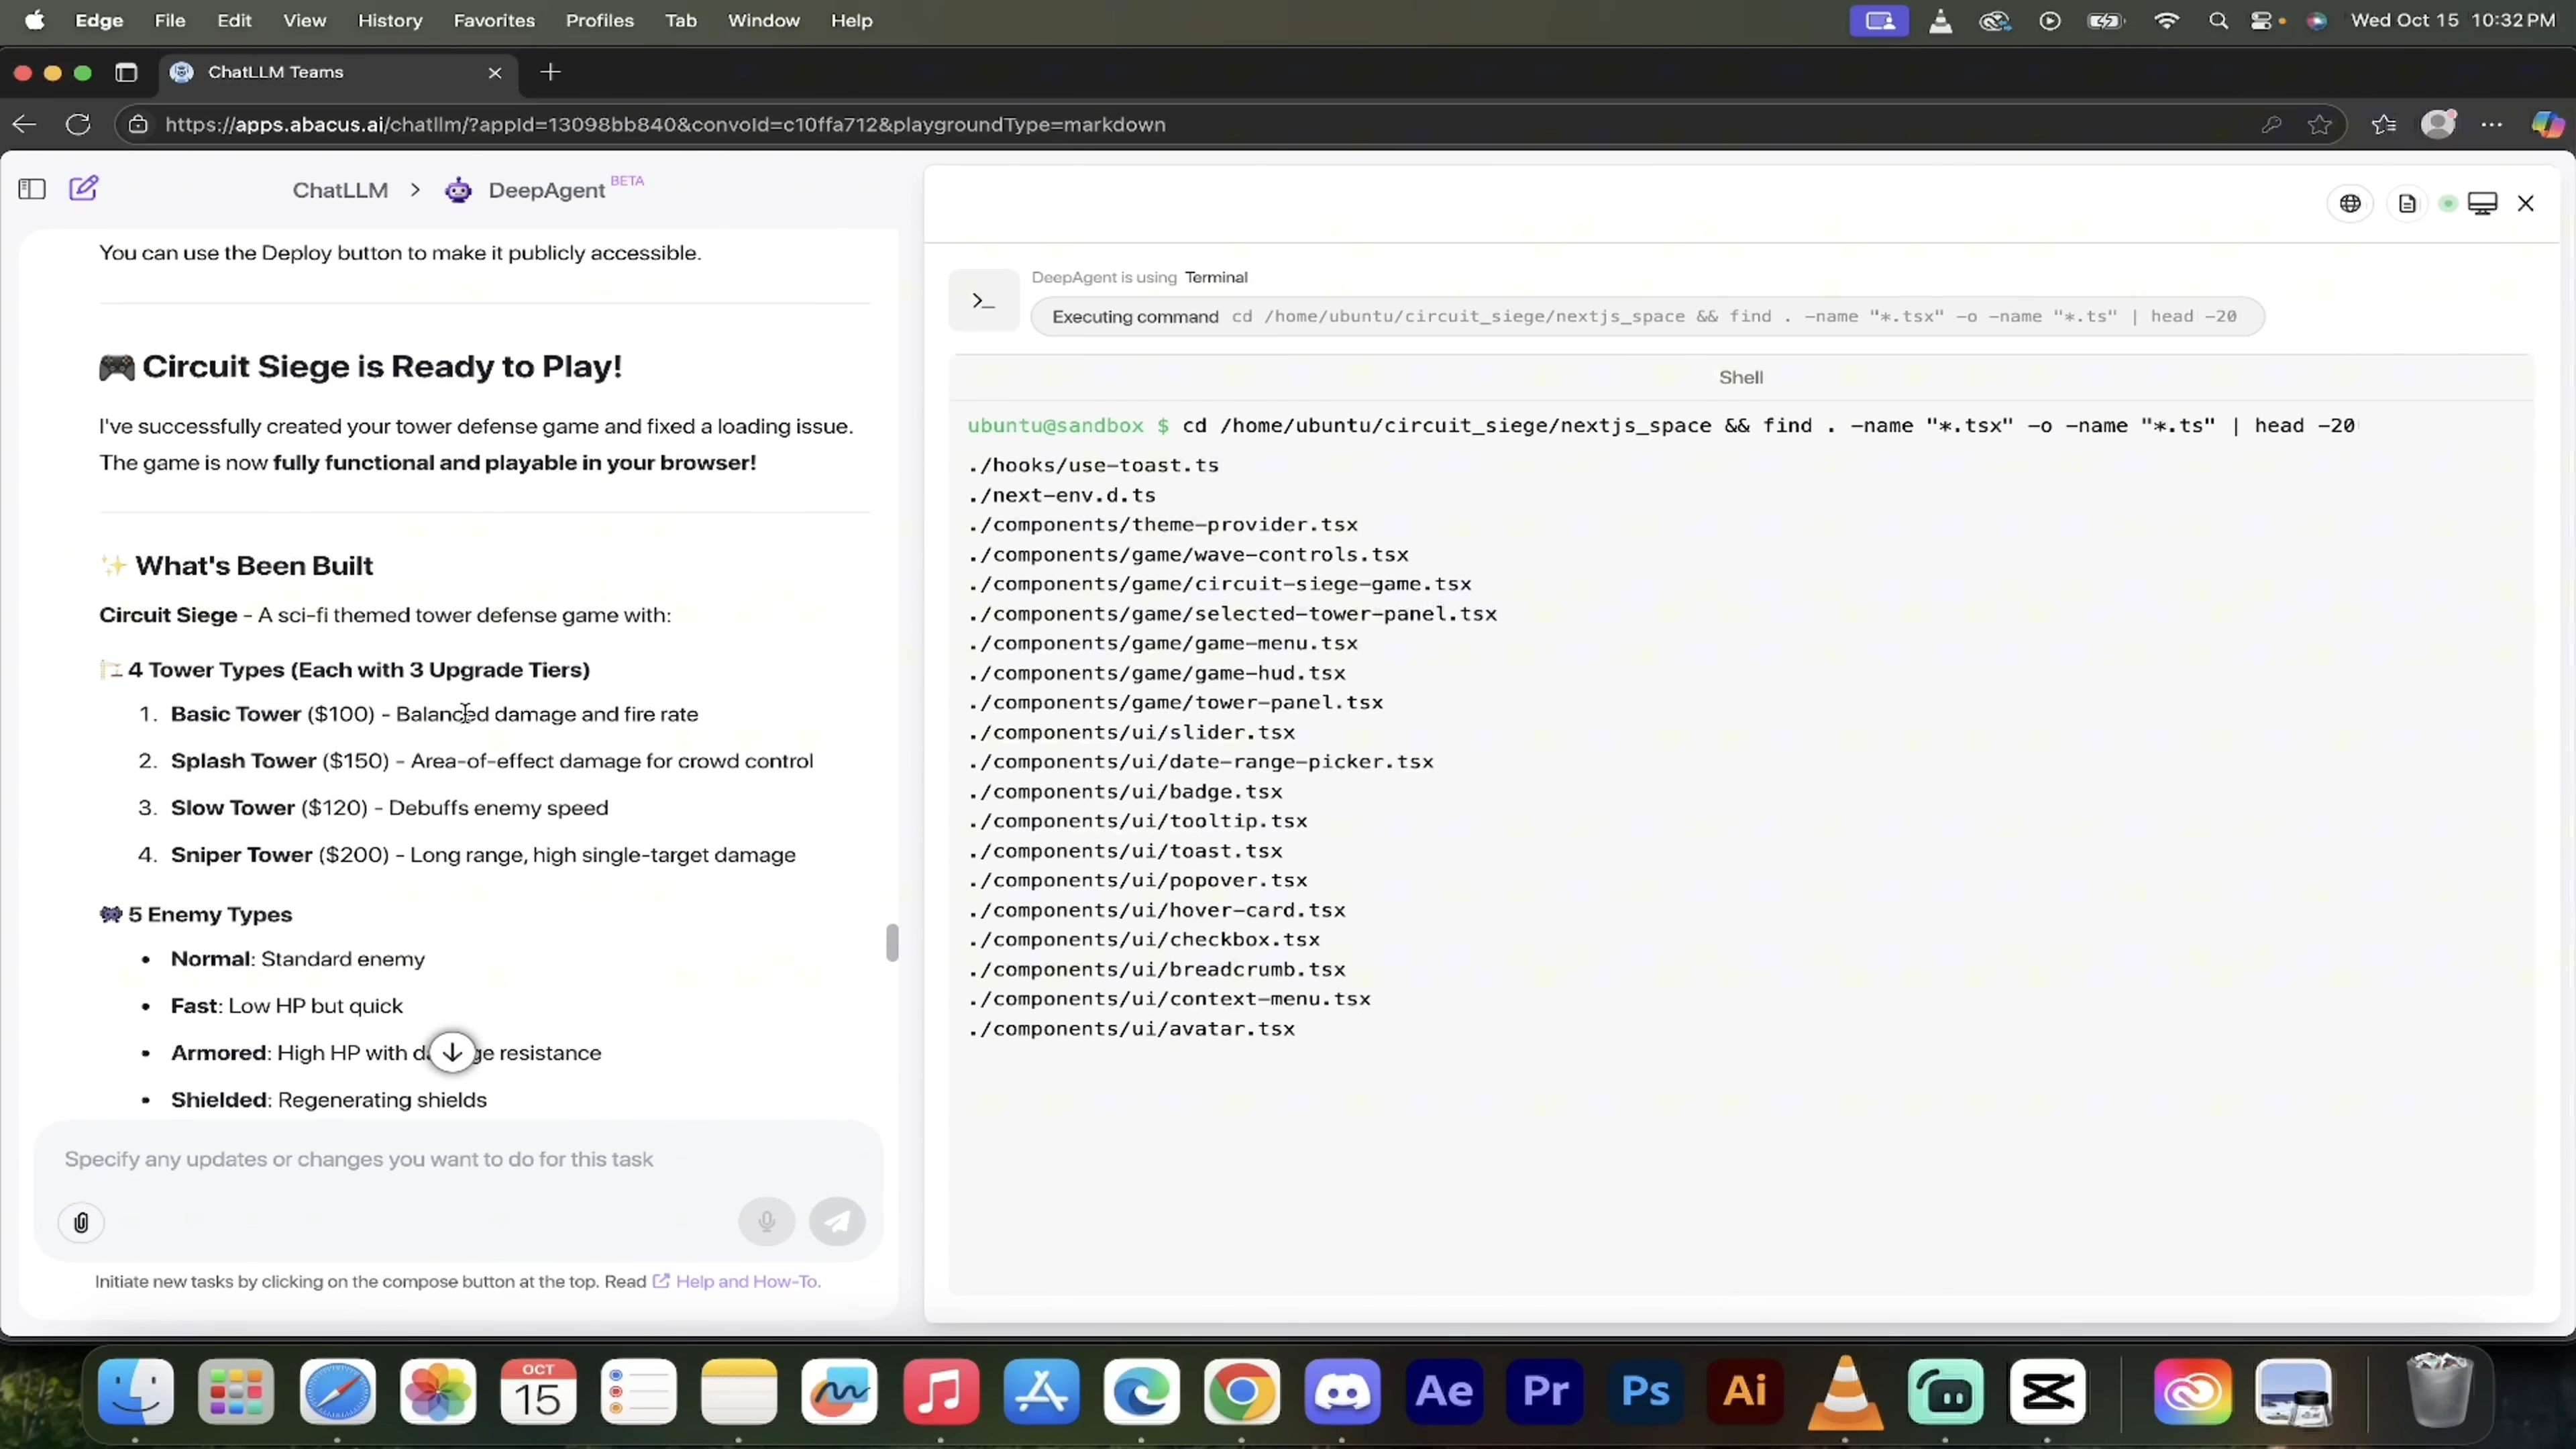 Edge File Edit View History Favorites Profiles Tab Window Help
Wed Oct 15 10:32 PM
ChatLLM Teams
https://apps.abacus.ai/chatllm/?appId=13098bb840&convoId=c10ffa712&playgroundType=markdown
ChatLLM > DeepAgent BETA
You can use the Deploy button to make it publicly accessible.
🎮 Circuit Siege is Ready to Play!
I've successfully created your tower defense game and fixed a loading issue.
The game is now fully functional and playable in your browser!
✨ What's Been Built
Circuit Siege - A sci-fi themed tower defense game with:
🏗️ 4 Tower Types (Each with 3 Upgrade Tiers)
1. Basic Tower ($100) - Balanced damage and fire rate
2. Splash Tower ($150) - Area-of-effect damage for crowd control
3. Slow Tower ($120) - Debuffs enemy speed
4. Sniper Tower ($200) - Long range, high single-target damage
👾 5 Enemy Types
• Normal: Standard enemy
• Fast: Low HP but quick
• Armored: High HP with resistance
• Shielded: Regenerating shields
Specify any updates or changes you want to do for this task
Initiate new tasks by clicking on the compose button at the top. Read Help and How-To.
DeepAgent is using Terminal
>_
Executing command cd /home/ubuntu/circuit_siege/nextjs_space && find . -name "*.tsx" -o -name "*.ts" | head -20
Shell
ubuntu@sandbox $ cd /home/ubuntu/circuit_siege/nextjs_space && find . -name "*.tsx" -o -name "*.ts" | head -20
./hooks/use-toast.ts
./next-env.d.ts
./components/theme-provider.tsx
./components/game/wave-controls.tsx
./components/game/circuit-siege-game.tsx
./components/game/selected-tower-panel.tsx
./components/game/game-menu.tsx
./components/game/game-hud.tsx
./components/game/tower-panel.tsx
./components/ui/slider.tsx
./components/ui/date-range-picker.tsx
./components/ui/badge.tsx
./components/ui/tooltip.tsx
./components/ui/toast.tsx
./components/ui/popover.tsx
./components/ui/hover-card.tsx
./components/ui/checkbox.tsx
./components/ui/breadcrumb.tsx
./components/ui/context-menu.tsx
./components/ui/avatar.tsx
OCT
15
Ae
Pr
Ps
Ai